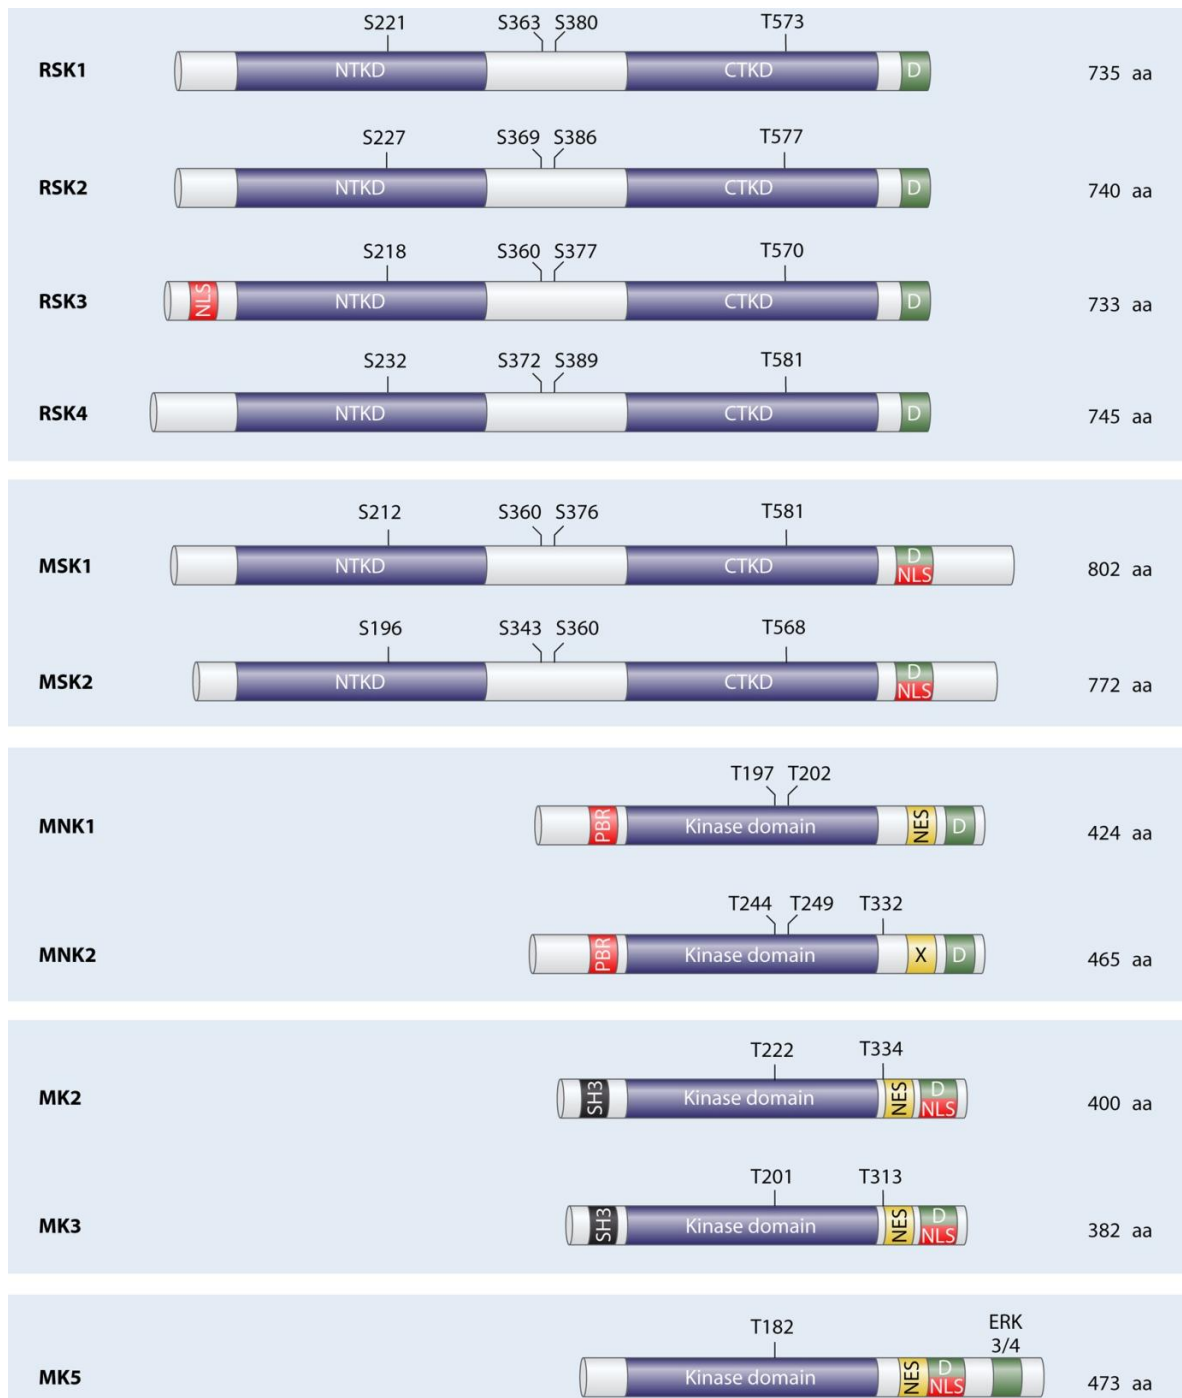 S221 S363 S380 T573
RSK1 NTKD CTKD D 735 aa
S227 S369 S386 T577
RSK2 NTKD CTKD D 740 aa
S218 S360 S377 T570
RSK3 NLS NTKD CTKD D 733 aa
S232 S372 S389 T581
RSK4 NTKD CTKD D 745 aa
S212 S360 S376 T581
MSK1 NTKD CTKD D NLS 802 aa
S196 S343 S360 T568
MSK2 NTKD CTKD D NLS 772 aa
T197 T202
MNK1 PBR Kinase domain NES D 424 aa
T244 T249 T332
MNK2 PBR Kinase domain X D 465 aa
T222 T334
MK2 SH3 Kinase domain NES D NLS 400 aa
T201 T313
MK3 SH3 Kinase domain NES D NLS 382 aa
T182 ERK 3/4
MK5 Kinase domain NES D NLS 473 aa